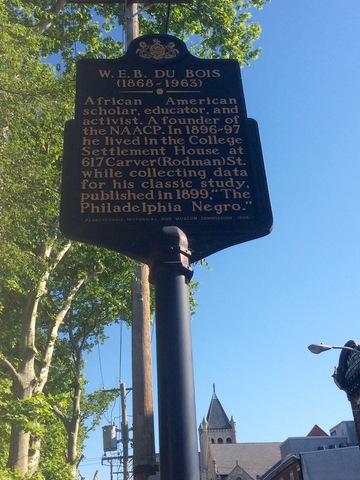 W.E.B. DU BOIS
(1868-1963)
African American
scholar, educator, and
activist. A founder of
the NAACP. In 1896-97
he lived in the College
Settlement House at
617 Carver (Rodman) St.
while collecting data
for his classic study,
published in 1899, "The
Philadelphia Negro."
PENNSYLVANIA HISTORICAL AND MUSEUM COMMISSION